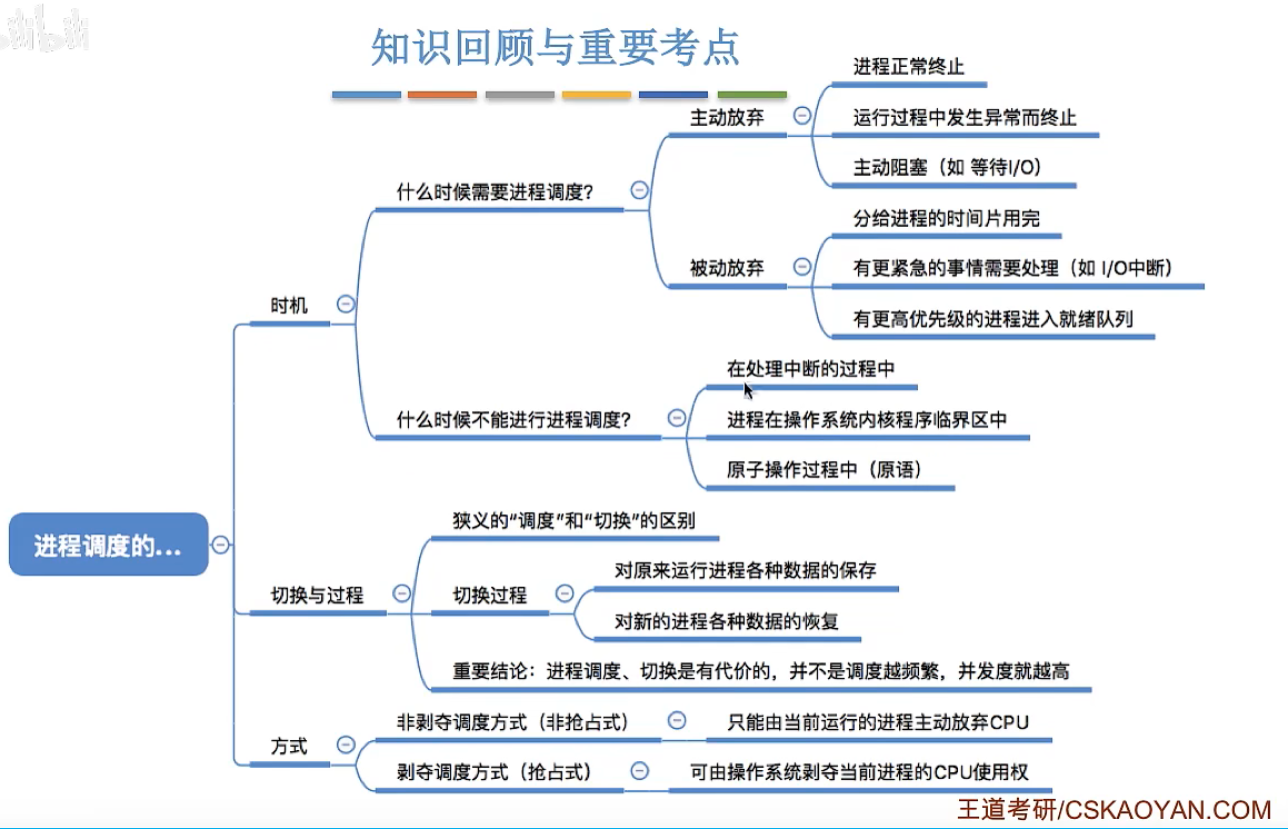 知识回顾与重要考点
进程调度的...
时机
什么时候需要进程调度？
主动放弃
进程正常终止
运行过程中发生异常而终止
主动阻塞（如 等待I/O）
被动放弃
分给进程的时间片用完
有更紧急的事情需要处理（如 I/O中断）
有更高优先级的进程进入就绪队列
什么时候不能进行进程调度？
在处理中断的过程中
进程在操作系统内核程序临界区中
原子操作过程中（原语）
切换与过程
狭义的“调度”和“切换”的区别
切换过程
对原来运行进程各种数据的保存
对新的进程各种数据的恢复
重要结论：进程调度、切换是有代价的，并不是调度越频繁，并发度就越高
方式
非剥夺调度方式（非抢占式）
只能由当前运行的进程主动放弃CPU
剥夺调度方式（抢占式）
可由操作系统剥夺当前进程的CPU使用权
王道考研/CSKAOYAN.COM